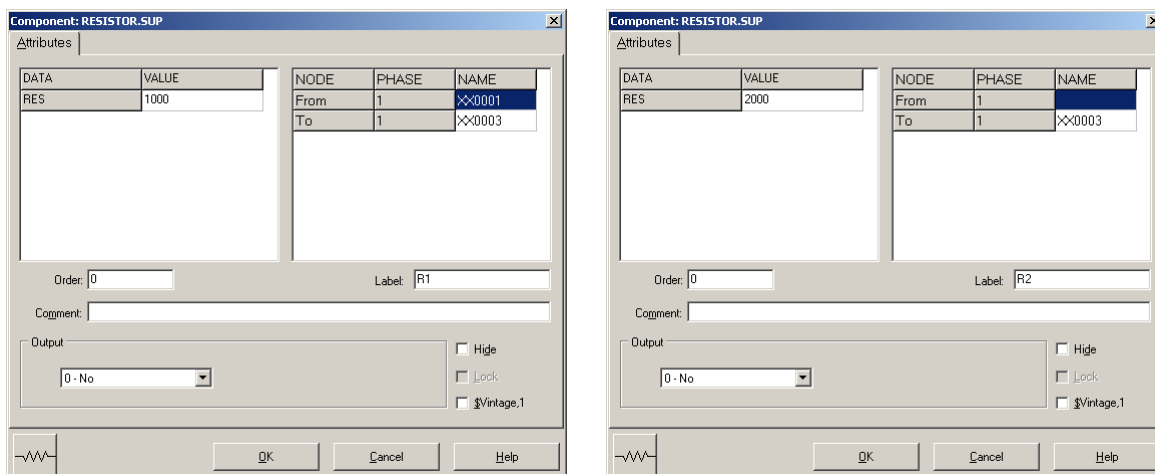 Component: RESISTOR.SUP
Attributes
DATA VALUE
RES 1000
NODE PHASE NAME
From 1 XX0001
To 1 XX0003
Order: 0
Label: R1
Comment:
Output
0 - No
Hide
Lock
$Vintage,1
OK Cancel Help
Component: RESISTOR.SUP
Attributes
DATA VALUE
RES 2000
NODE PHASE NAME
From 1
To 1 XX0003
Order: 0
Label: R2
Comment:
Output
0 - No
Hide
Lock
$Vintage,1
OK Cancel Help